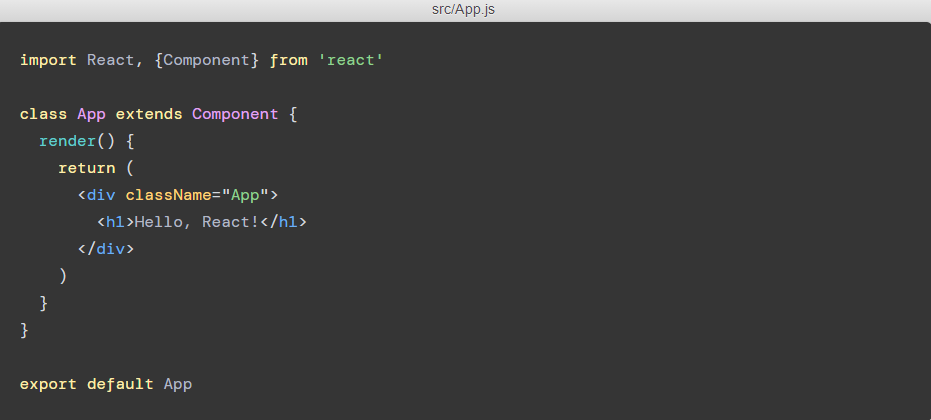 src/App.js
import React, {Component} from 'react'
class App extends Component {
render() {
return (
<div className="App">
<h1>Hello, React!</h1>
</div>
)
}
}
export default App